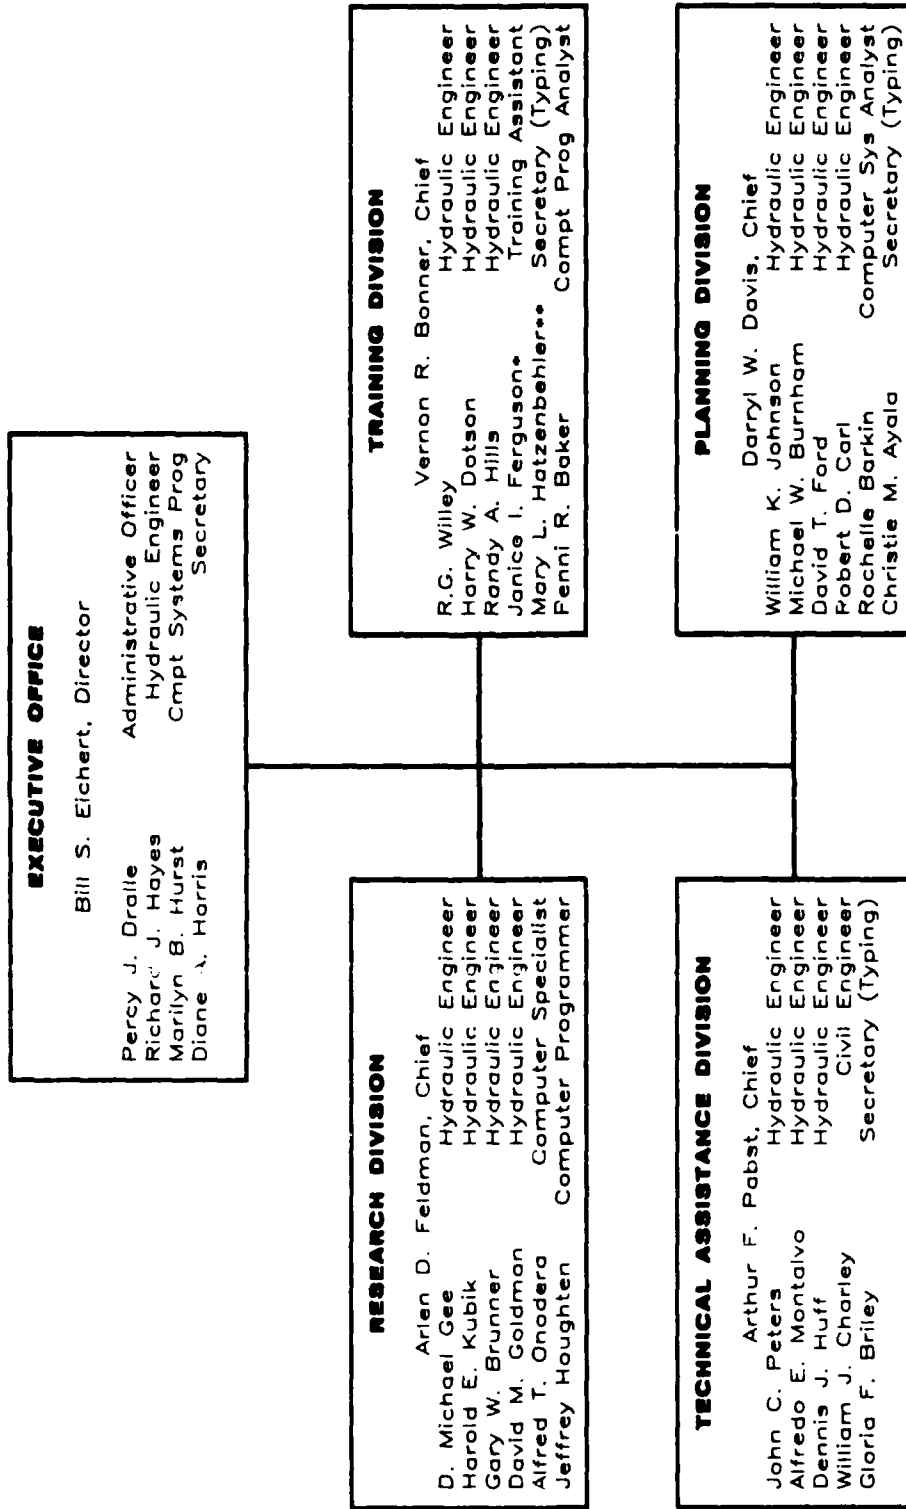 EXECUTIVE OFFICE
Bill S. Eichert, Director
Percy J. Dralle Administrative Officer
Richard J. Hayes Hydraulic Engineer
Marilyn B. Hurst Cmpt Systems Prog
Diane Harris Secretary
RESEARCH DIVISION
Arlen D. Feldman, Chief
D. Michael Gee Hydraulic Engineer
Harold E. Kubik Hydraulic Engineer
Gary W. Brunner Hydraulic Engineer
David M. Goldman Hydraulic Engineer
Alfred T. Onodera Computer Specialist
Jeffrey Houghten Computer Programmer
TRAINING DIVISION
Vernon R. Bonner, Chief
R.G. Willey Hydraulic Engineer
Harry W. Dotson Hydraulic Engineer
Randy A. Hills Hydraulic Engineer
Janice I. Ferguson* Training Assistant
Mary L. Hatzenbehler** Secretary (Typing)
Penni R. Baker Compt Prog Analyst
TECHNICAL ASSISTANCE DIVISION
Arthur F. Pabst, Chief
John C. Peters Hydraulic Engineer
Alfredo E. Montalvo Hydraulic Engineer
Dennis J. Huff Hydraulic Engineer
William J. Charley Civil Engineer
Gloria F. Briley Secretary (Typing)
PLANNING DIVISION
Darryl W. Davis, Chief
William K. Johnson Hydraulic Engineer
Michael W. Burnham Hydraulic Engineer
David T. Ford Hydraulic Engineer
Robert D. Carl Hydraulic Engineer
Rochelle Barkin Computer Sys Analyst
Christie M. Ayala Secretary (Typing)